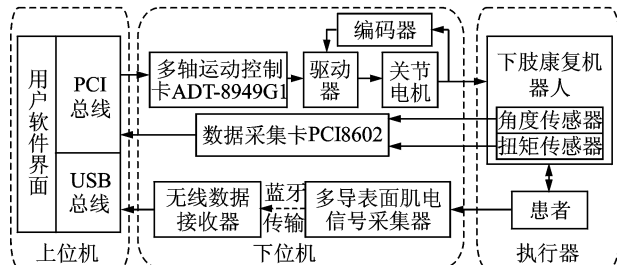 用户软件界面
PCI
总线
USB
总线
上位机
多轴运动控制
卡ADT-8949G1
驱动
器
编码器
关节
电机
数据采集卡PCI8602
无线数据
接收器
蓝牙
传输
多导表面肌电
信号采集器
下位机
下肢康复机
器人
角度传感器
扭矩传感器
患者
执行器